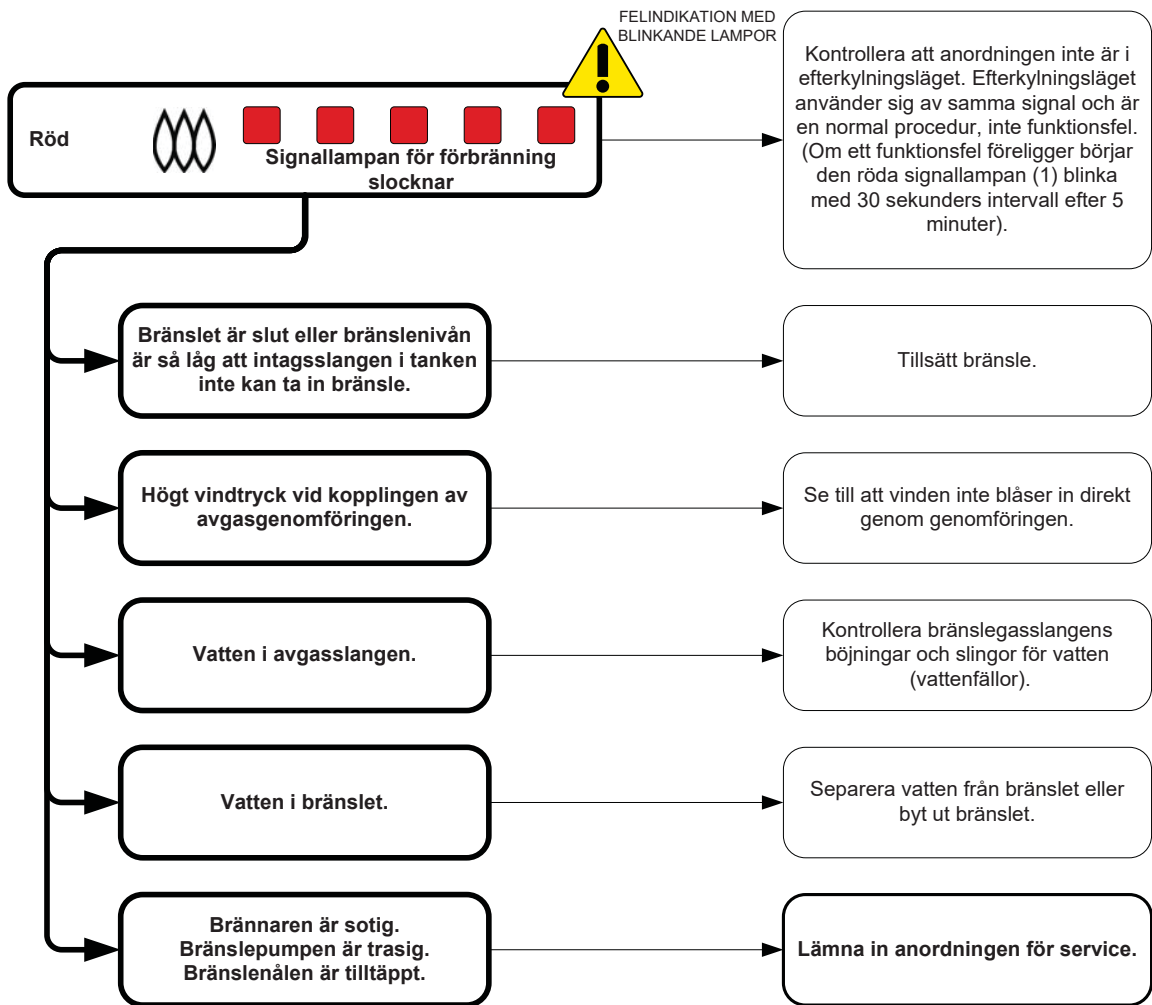 FELINDIKATION MED
BLINKANDE LAMPOR
Röd
Signallampan för förbränning
slocknar
Kontrollera att anordningen inte är i
efterkylningsläget. Efterkylningsläget
använder sig av samma signal och är
en normal procedur, inte funktionsfel.
(Om ett funktionsfel föreligger börjar
den röda signallampan (1) blinka
med 30 sekunders intervall efter 5
minuter).
Bränslet är slut eller bränslenivån
är så låg att intagsslangen i tanken
inte kan ta in bränsle.
Tillsätt bränsle.
Högt vindtryck vid kopplingen av
avgasgenomföringen.
Se till att vinden inte blåser in direkt
genom genomföringen.
Vatten i avgasslangen.
Kontrollera bränslegasslangens
böjningar och slingor för vatten
(vattenfällor).
Vatten i bränslet.
Separera vatten från bränslet eller
byt ut bränslet.
Brännaren är sotig.
Bränslepumpen är trasig.
Bränslenålen är tilltäppt.
Lämna in anordningen för service.